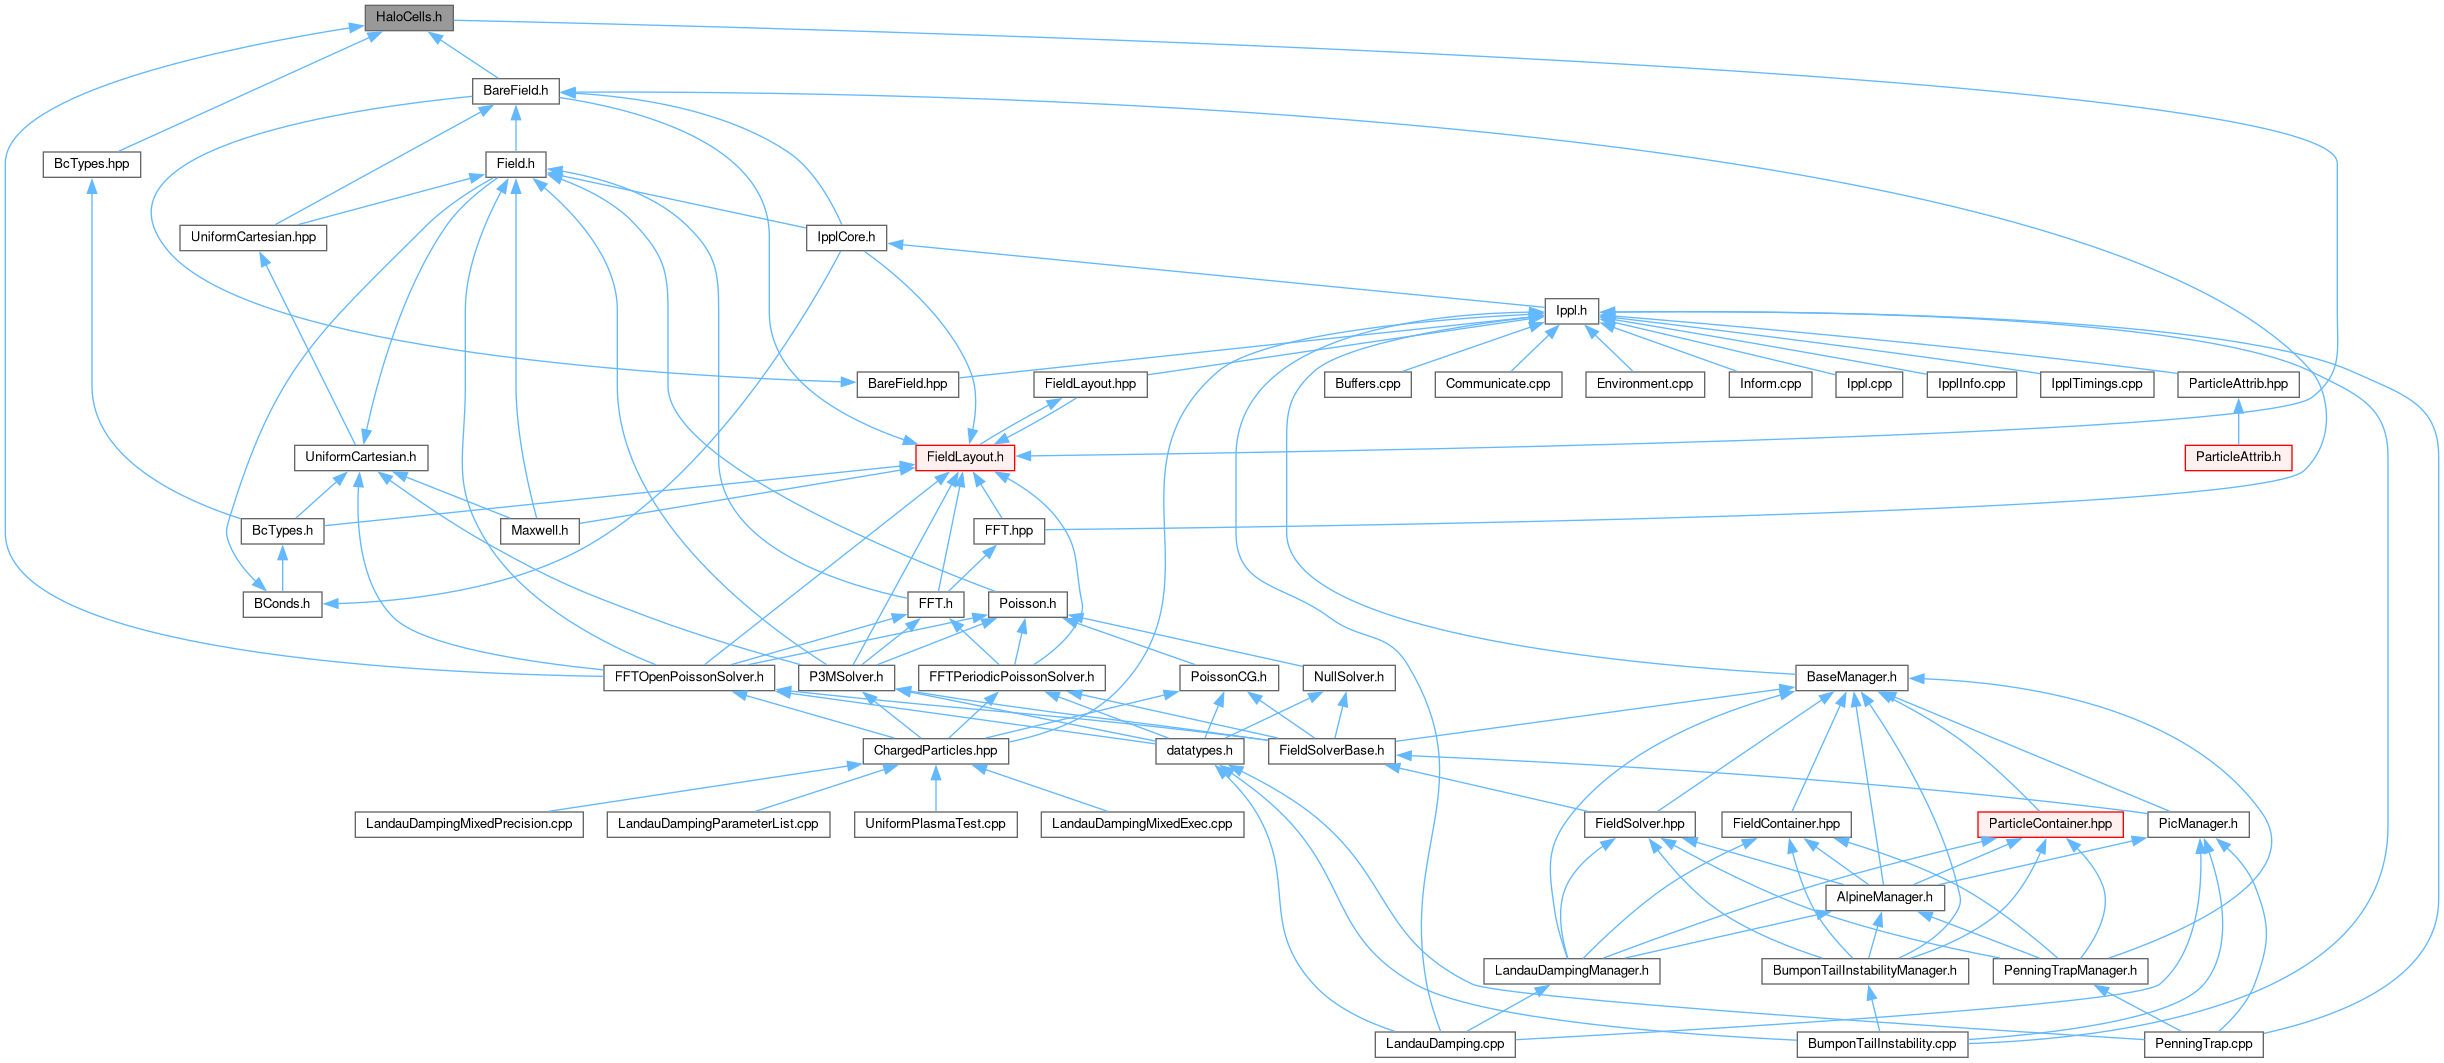 HaloCells.h
BareField.h
BcTypes.hpp
Field.h
UniformCartesian.hpp
IpplCore.h
Ippl.h
BareField.hpp
FieldLayout.hpp
Buffers.cpp
Communicate.cpp
Environment.cpp
Inform.cpp
Ippl.cpp
IpplInfo.cpp
IpplTimings.cpp
ParticleAttrib.hpp
UniformCartesian.h
FieldLayout.h
ParticleAttrib.h
BcTypes.h
Maxwell.h
FFT.hpp
BConds.h
FFT.h
Poisson.h
FFTOpenPoissonSolver.h
P3MSolver.h
FFTPeriodicPoissonSolver.h
PoissonCG.h
NullSolver.h
BaseManager.h
ChargedParticles.hpp
datatypes.h
FieldSolverBase.h
LandauDampingMixedPrecision.cpp
LandauDampingParameterList.cpp
UniformPlasmaTest.cpp
LandauDampingMixedExec.cpp
FieldSolver.hpp
FieldContainer.hpp
ParticleContainer.hpp
PicManager.h
AlpineManager.h
LandauDampingManager.h
BumponTailInstabilityManager.h
PenningTrapManager.h
LandauDamping.cpp
BumponTailInstability.cpp
PenningTrap.cpp